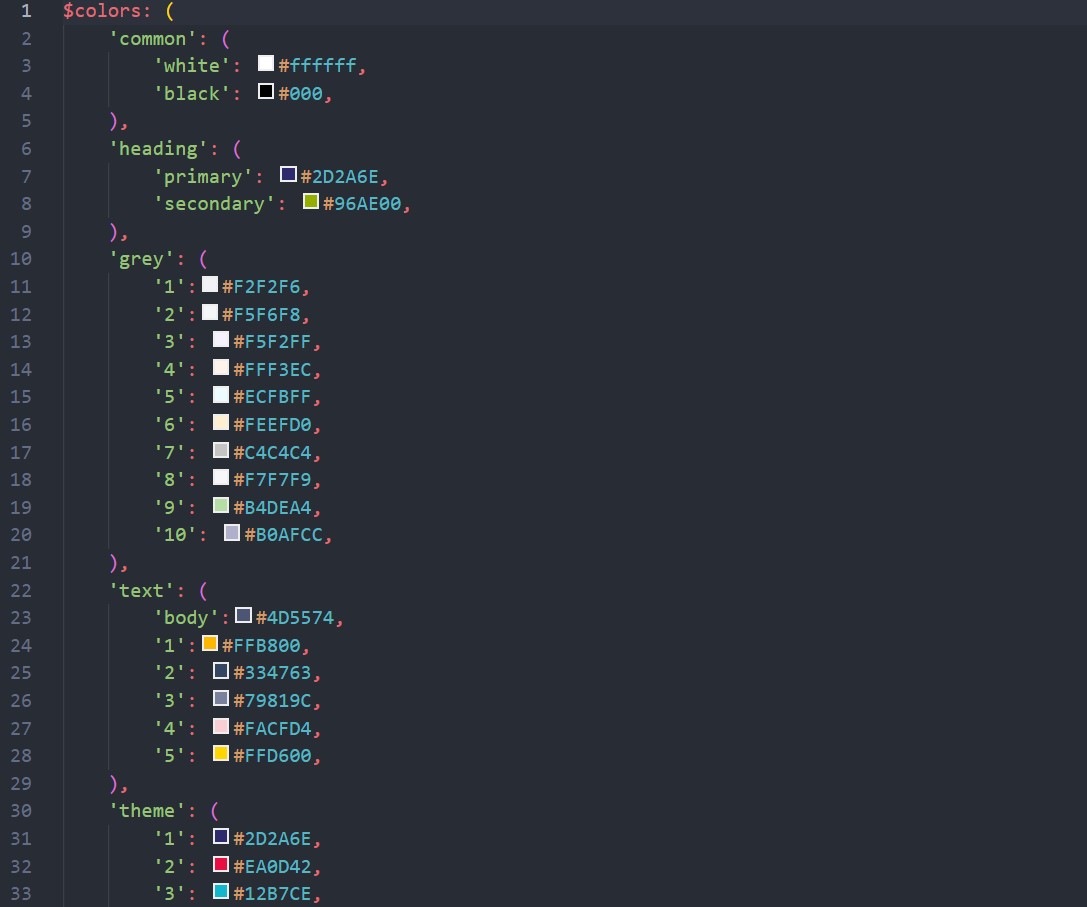 1 $colors: (
2 'common': (
3 'white': #ffffff,
4 'black': #000,
5 ),
6 'heading': (
7 'primary': #2D2A6E,
8 'secondary': #96AE00,
9 ),
10 'grey': (
11 '1': #F2F2F6,
12 '2': #F5F6F8,
13 '3': #F5F2FF,
14 '4': #FFF3EC,
15 '5': #ECFBFF,
16 '6': #FEEFD0,
17 '7': #C4C4C4,
18 '8': #F7F7F9,
19 '9': #B4DEA4,
20 '10': #B0AFCC,
21 ),
22 'text': (
23 'body': #4D5574,
24 '1': #FFB800,
25 '2': #334763,
26 '3': #79819C,
27 '4': #FACFD4,
28 '5': #FFD600,
29 ),
30 'theme': (
31 '1': #2D2A6E,
32 '2': #EA0D42,
33 '3': #12B7CE,